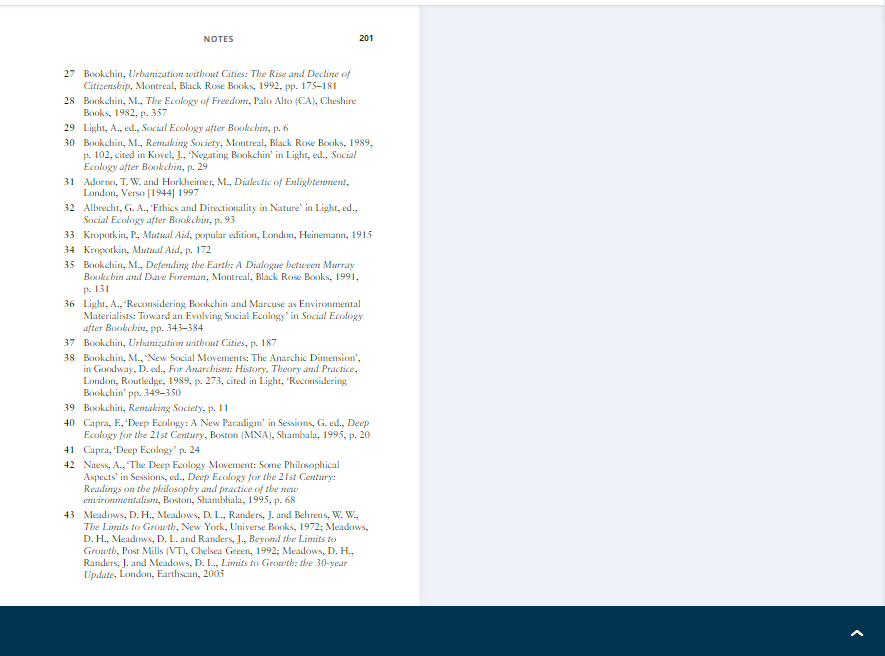 NOTES 201
27 Bookchin, Urbanization without Cities: The Rise and Decline of
Citizenship, Montreal, Black Rose Books, 1992, pp. 175–181
28 Bookchin, M., The Ecology of Freedom, Palo Alto (CA), Cheshire
Books, 1982, p. 357
29 Light, A., ed., Social Ecology after Bookchin, p. 6
30 Bookchin, M., Remaking Society, Montreal, Black Rose Books, 1989,
p. 102, cited in Kovel, J., ‘Negating Bookchin’ in Light, ed., Social
Ecology after Bookchin, p. 29
31 Adorno, T. W. and Horkheimer, M., Dialectic of Enlightenment,
London, Verso [1944] 1997
32 Albrecht, G. A., ‘Ethics and Directionality in Nature’ in Light, ed.,
Social Ecology after Bookchin, p. 93
33 Kropotkin, P., Mutual Aid, popular edition, London, Heinemann, 1915
34 Kropotkin, Mutual Aid, p. 172
35 Bookchin, M., Defending the Earth: A Dialogue between Murray
Bookchin and Dave Foreman, Montreal, Black Rose Books, 1991,
p. 131
36 Light, A., ‘Reconsidering Bookchin and Marcuse as Environmental
Materialists: Toward an Evolving Social Ecology’ in Social Ecology
after Bookchin, pp. 343–384
37 Bookchin, Urbanization without Cities, p. 187
38 Bookchin, M., ‘New Social Movements: The Anarchic Dimension’,
in Goodway, D. ed., For Anarchism: History, Theory and Practice,
London, Routledge, 1989, p. 273, cited in Light, ‘Reconsidering
Bookchin’ pp. 349–350
39 Bookchin, Remaking Society, p. 11
40 Capra, F., ‘Deep Ecology: A New Paradigm’ in Sessions, G. ed., Deep
Ecology for the 21st Century, Boston (MNA), Shambala, 1995, p. 20
41 Capra, ‘Deep Ecology’ p. 24
42 Naess, A., ‘The Deep Ecology Movement: Some Philosophical
Aspects’ in Sessions, ed., Deep Ecology for the 21st Century:
Readings on the philosophy and practice of the new
environmentalism, Boston, Shambhala, 1995, p. 68
43 Meadows, D. H., Meadows, D. L., Randers, J. and Behrens, W. W.,
The Limits to Growth, New York, Universe Books, 1972; Meadows,
D. H., Meadows, D. L. and Randers, J., Beyond the Limits to
Growth, Post Mills (VT), Chelsea Green, 1992; Meadows, D. H.,
Randers, J. and Meadows, D. L., Limits to Growth: the 30-year
Update, London, Earthscan, 2005